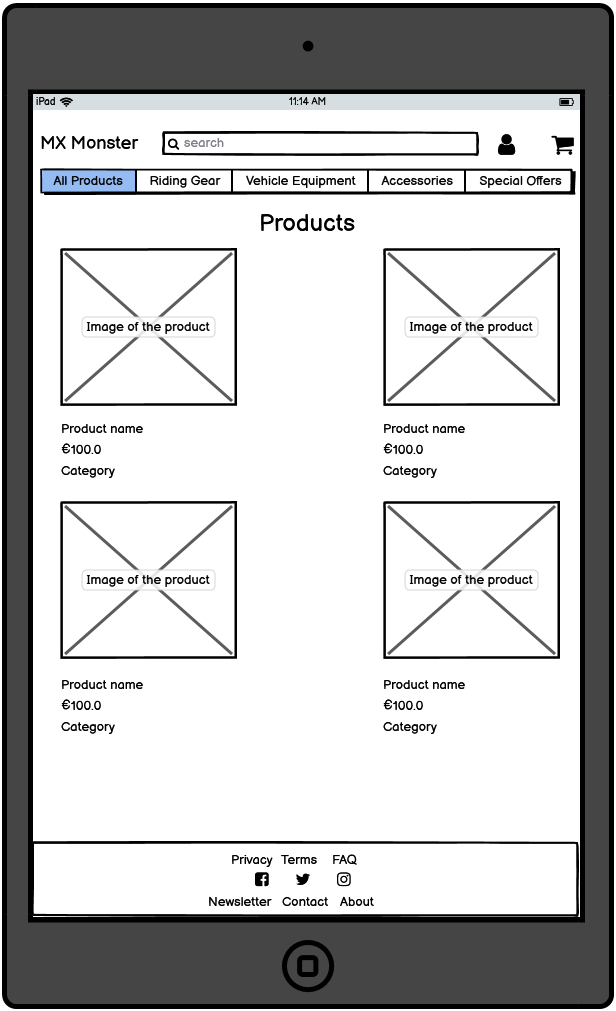 iPad 11:14 AM
MX Monster search
All Products Riding Gear Vehicle Equipment Accessories Special Offers
Products
Image of the product Image of the product
Product name Product name
€100.0 €100.0
Category Category
Image of the product Image of the product
Product name Product name
€100.0 €100.0
Category Category
Privacy Terms FAQ
Newsletter Contact About